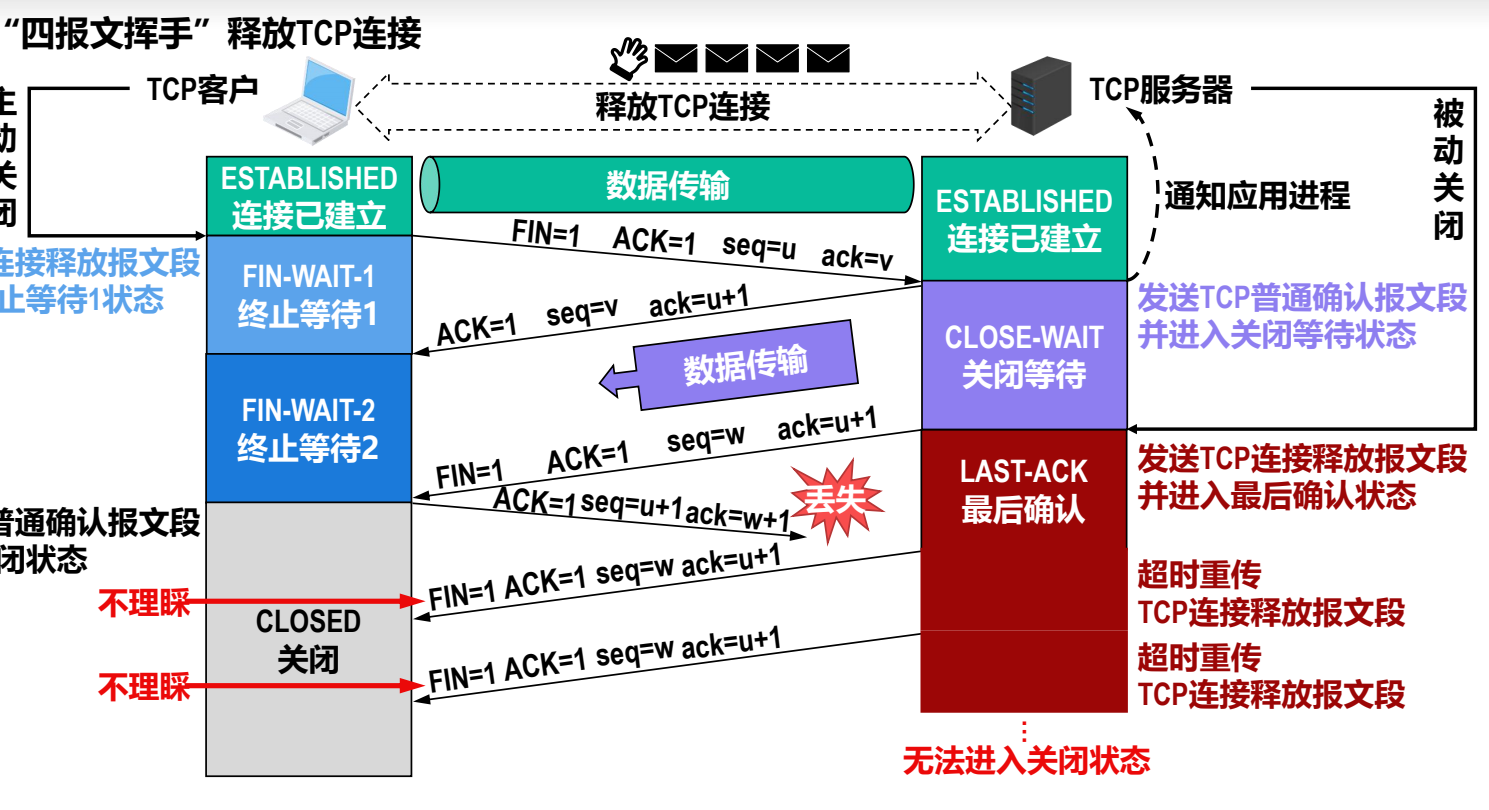 “四报文挥手”释放TCP连接
TCP客户
释放TCP连接
TCP服务器
主动关闭
被动关闭
ESTABLISHED
连接已建立
数据传输
ESTABLISHED
连接已建立
通知应用进程
FIN=1 ACK=1 seq=u ack=v
连接释放报文段
止等待1状态
FIN-WAIT-1
终止等待1
ACK=1 seq=v ack=u+1
CLOSE-WAIT
关闭等待
发送TCP普通确认报文段
并进入关闭等待状态
数据传输
FIN-WAIT-2
终止等待2
FIN=1 ACK=1 seq=w ack=u+1
LAST-ACK
最后确认
发送TCP连接释放报文段
并进入最后确认状态
ACK=1 seq=u+1 ack=w+1
丢失
普通确认报文段
闭状态
不理睬
FIN=1 ACK=1 seq=w ack=u+1
超时重传
TCP连接释放报文段
CLOSED
关闭
不理睬
FIN=1 ACK=1 seq=w ack=u+1
超时重传
TCP连接释放报文段
无法进入关闭状态